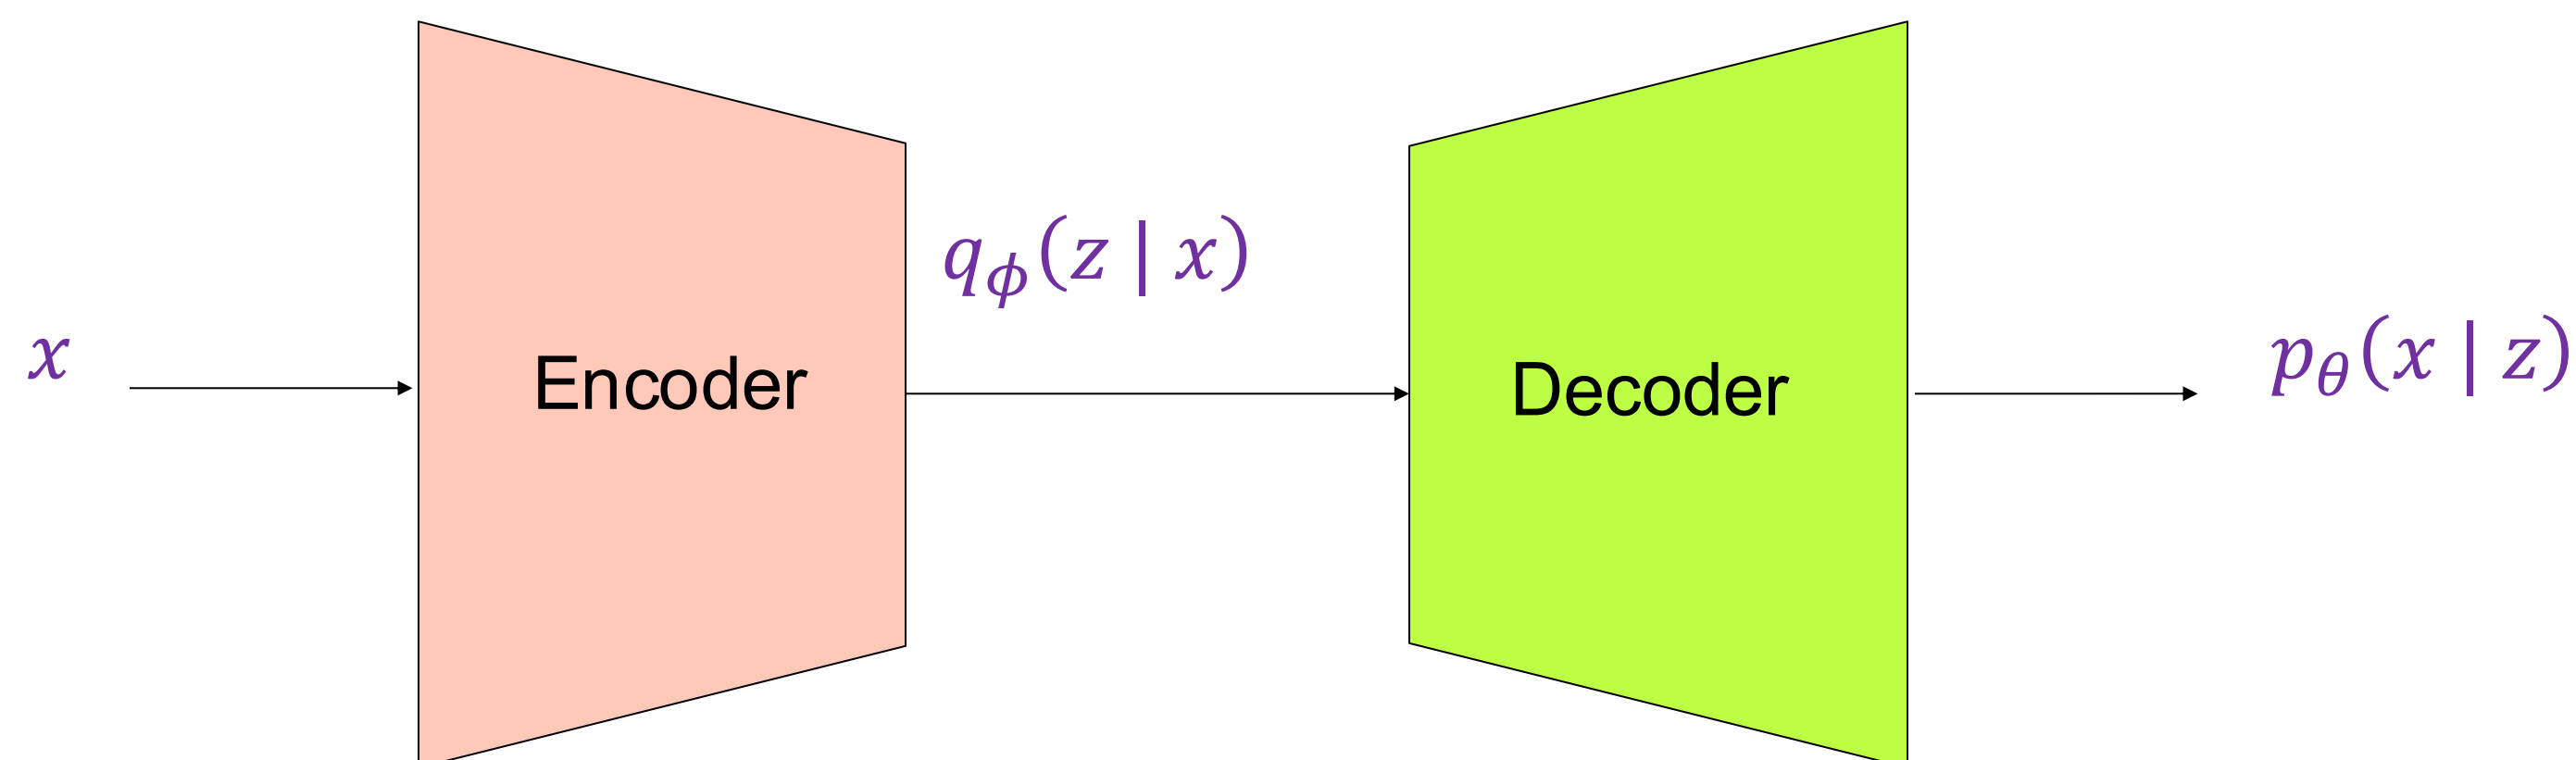 x
Encoder
qϕ(z | x)
Decoder
pθ(x | z)